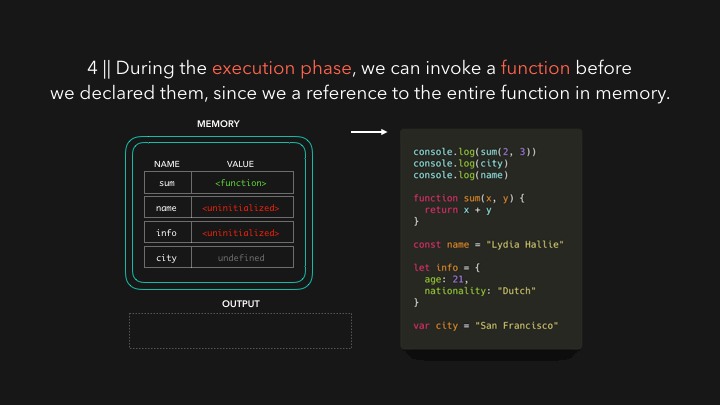 4 || During the execution phase, we can invoke a function before
we declared them, since we a reference to the entire function in memory.
MEMORY
NAME VALUE
sum <function>
name <uninitialized>
info <uninitialized>
city undefined
OUTPUT
console.log(sum(2, 3))
console.log(city)
console.log(name)
function sum(x, y) {
return x + y
}
const name = "Lydia Hallie"
let info = {
age: 21,
nationality: "Dutch"
}
var city = "San Francisco"